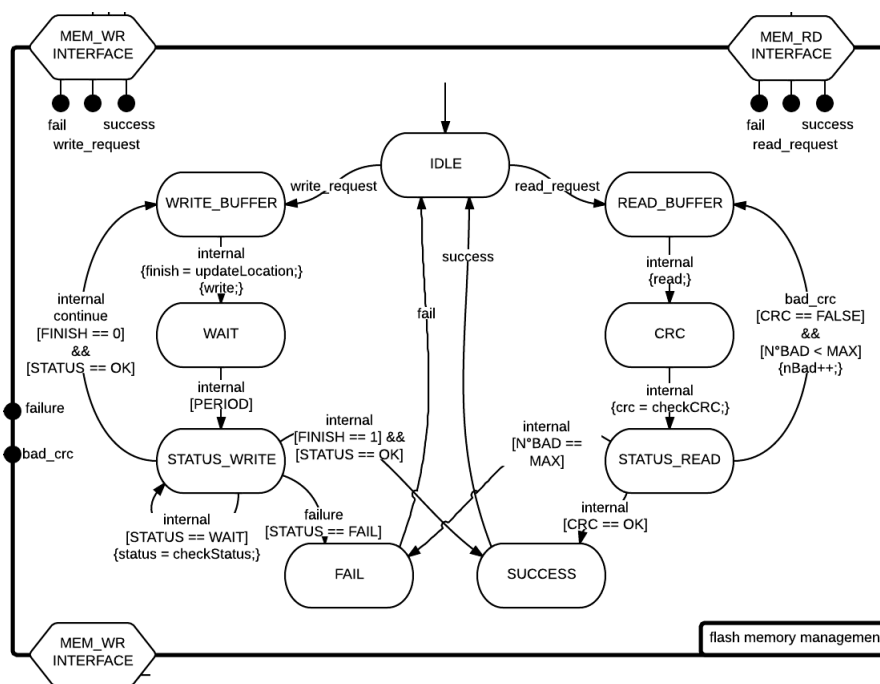 MEM_WR
INTERFACE
fail
success
write_request
MEM_RD
INTERFACE
fail
success
read_request
IDLE
write_request
read_request
WRITE_BUFFER
READ_BUFFER
internal
{finish = updateLocation;}
{write;}
success
internal
{read;}
internal
continue
[FINISH == 0]
&&
[STATUS == OK]
WAIT
fail
CRC
bad_crc
[CRC == FALSE]
&&
[N°BAD < MAX]
{nBad++;}
internal
[PERIOD]
internal
{crc = checkCRC;}
failure
bad_crc
STATUS_WRITE
internal
[FINISH == 1] &&
[STATUS == OK]
internal
[N°BAD ==
MAX]
STATUS_READ
internal
[STATUS == WAIT]
{status = checkStatus;}
failure
[STATUS == FAIL]
internal
[CRC == OK]
FAIL
SUCCESS
MEM_WR
INTERFACE
flash memory managemen